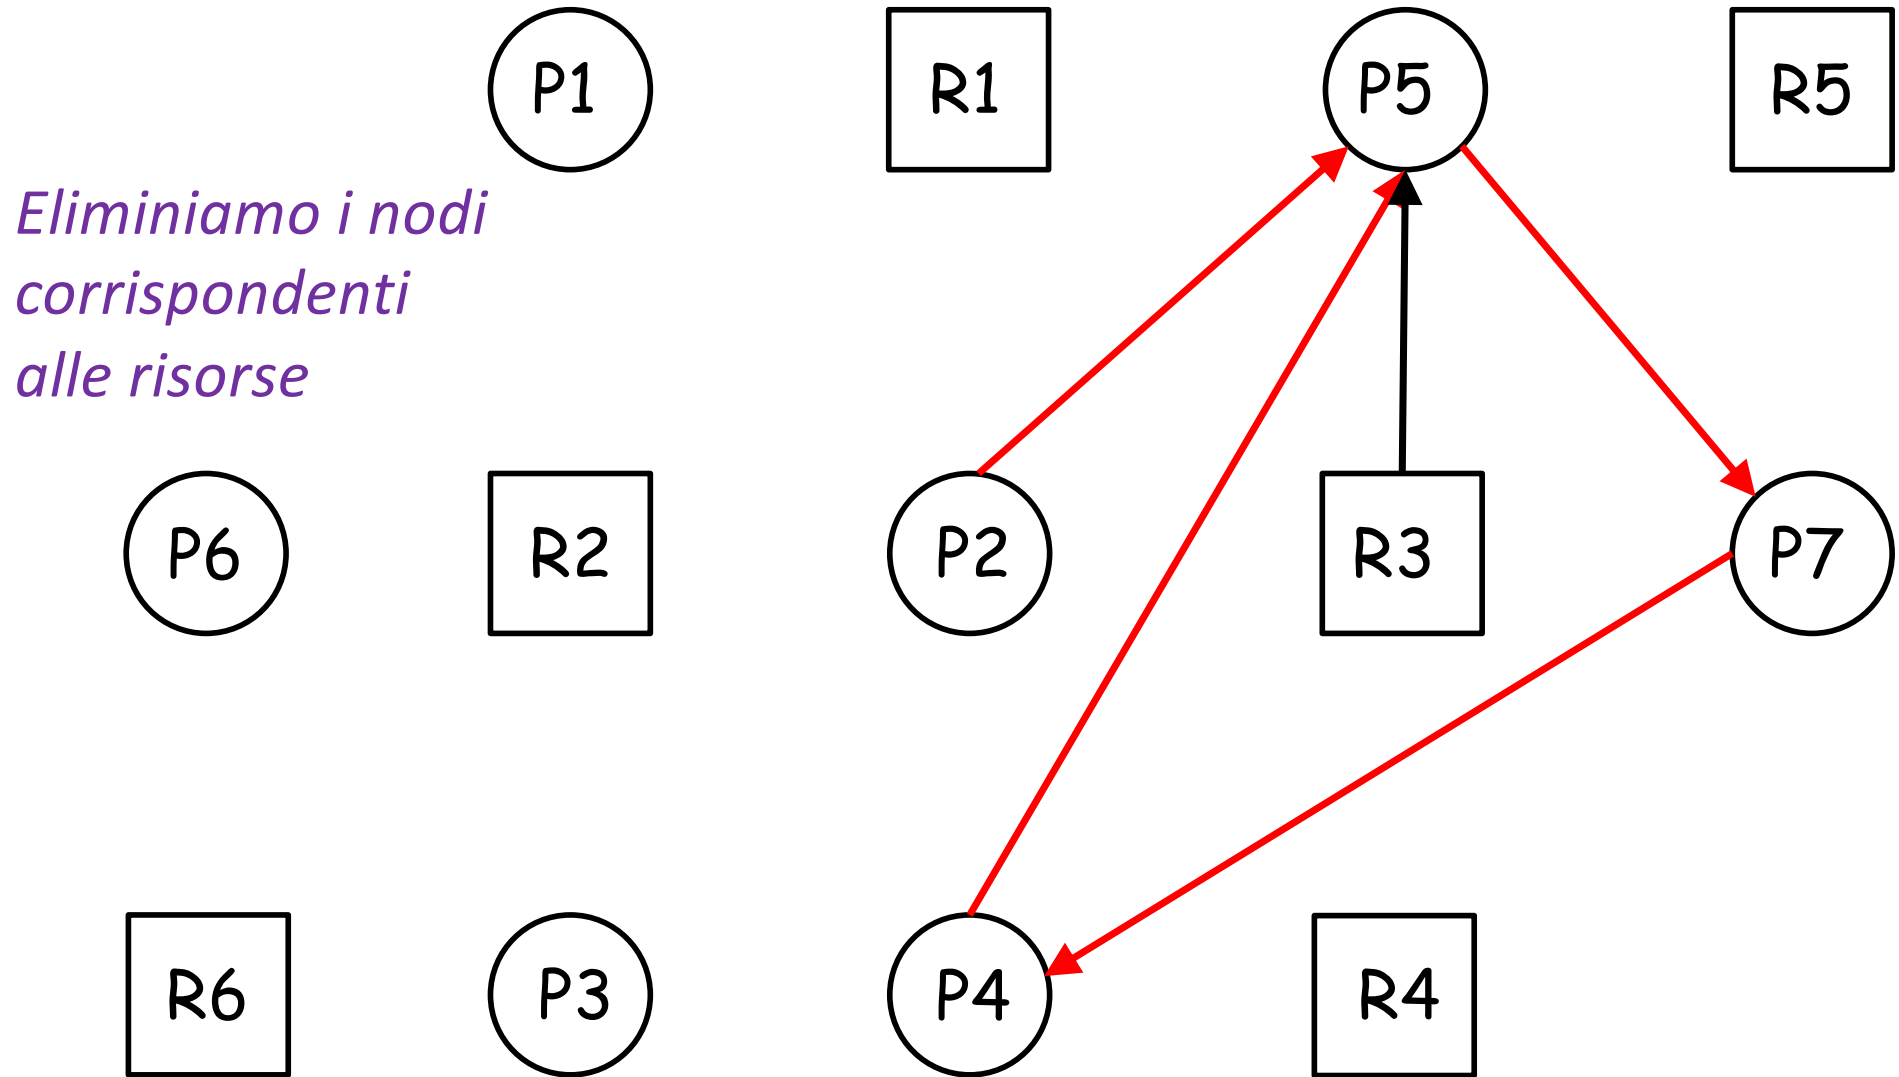 P1
R1
P5
R5
Eliminiamo i nodi
corrispondenti
alle risorse
P6
R2
P2
R3
P7
R6
P3
P4
R4